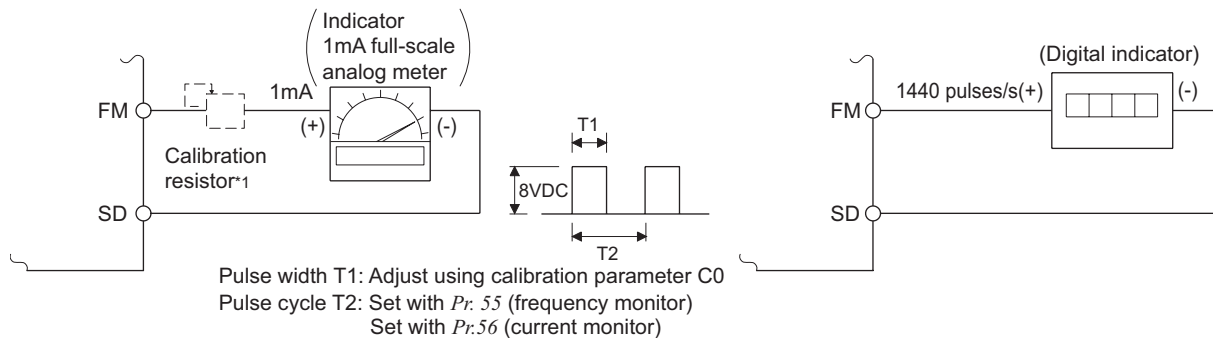 Indicator
1mA full-scale
analog meter
FM
1mA
(+)
(-)
Calibration
resistor*1
SD
T1
8VDC
T2
Pulse width T1: Adjust using calibration parameter C0
Pulse cycle T2: Set with Pr. 55 (frequency monitor)
Set with Pr.56 (current monitor)
(Digital indicator)
FM
1440 pulses/s(+)
(-)
SD